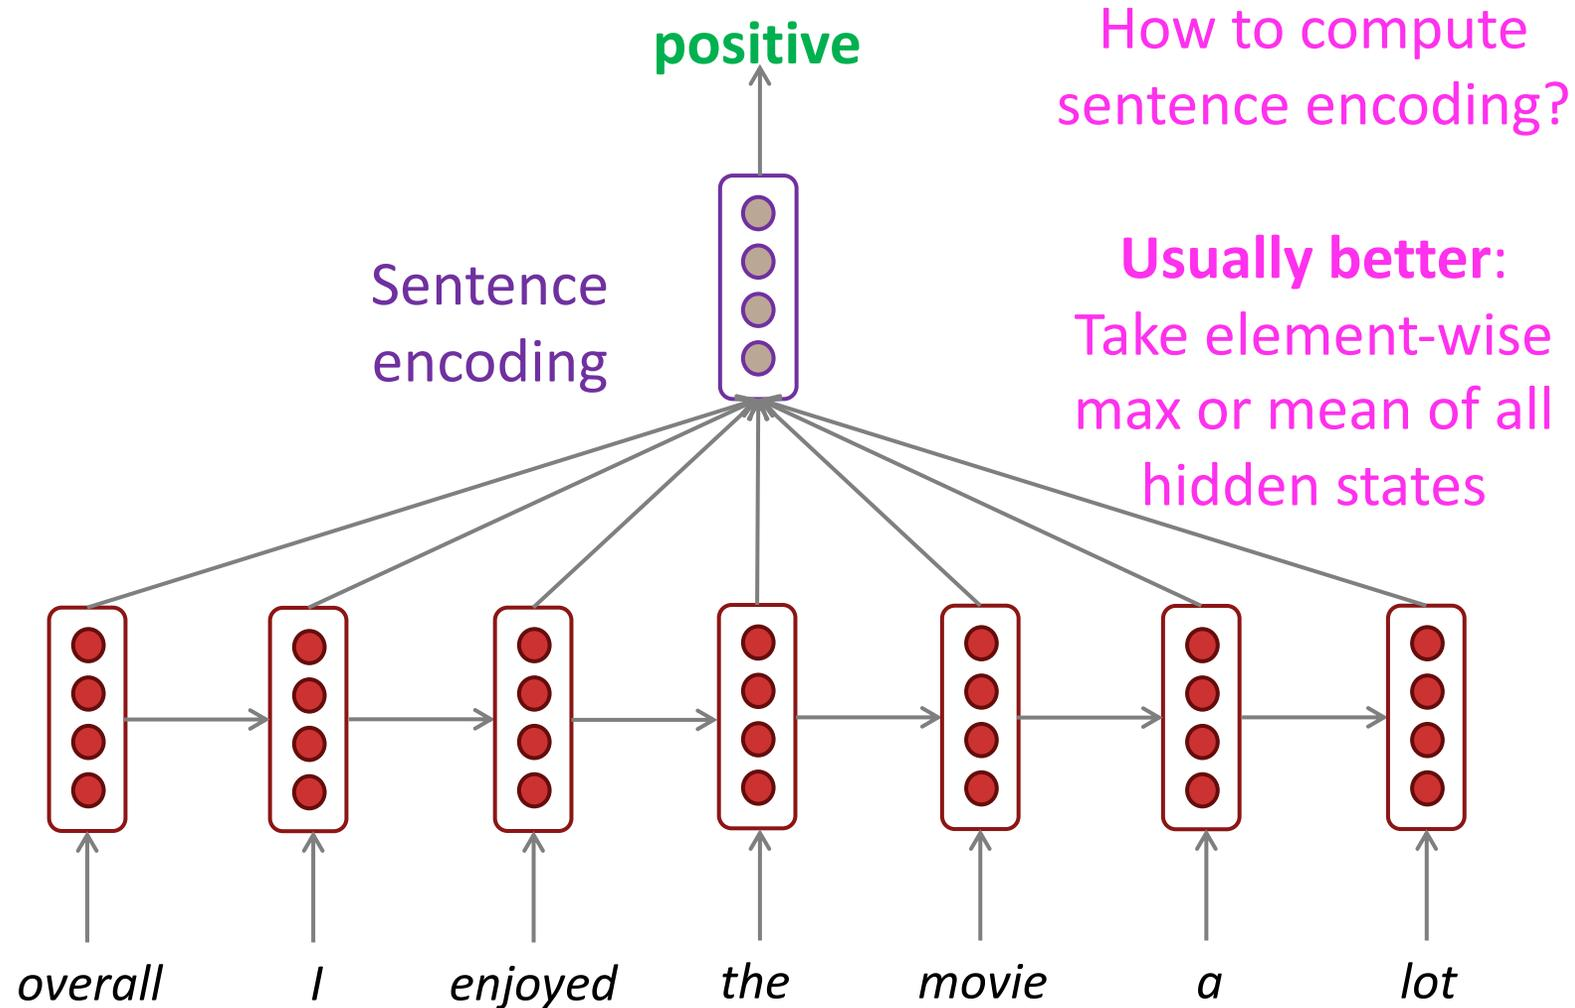 positive
How to compute
sentence encoding?
Sentence
encoding
Usually better:
Take element-wise
max or mean of all
hidden states
overall I enjoyed the movie a lot